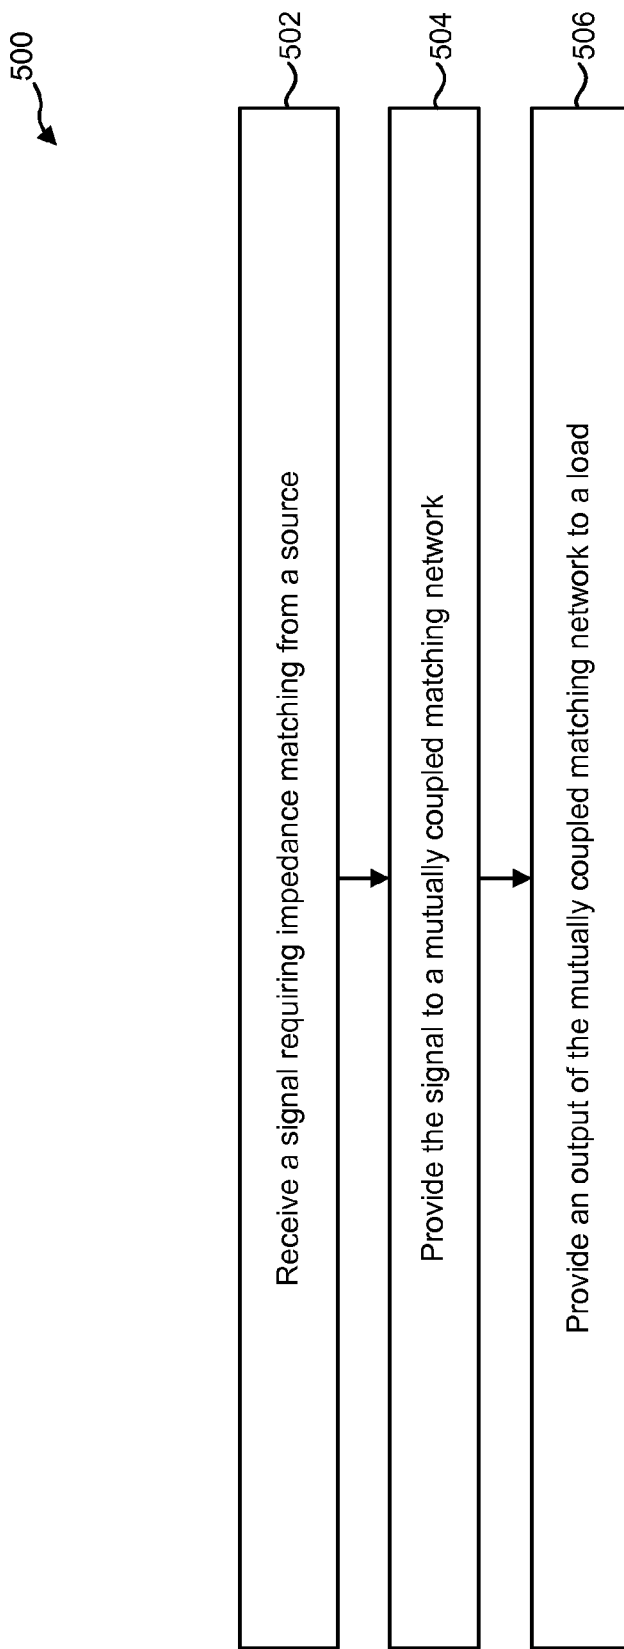 500
Receive a signal requiring impedance matching from a source
502
Provide the signal to a mutually coupled matching network
504
Provide an output of the mutually coupled matching network to a load
506